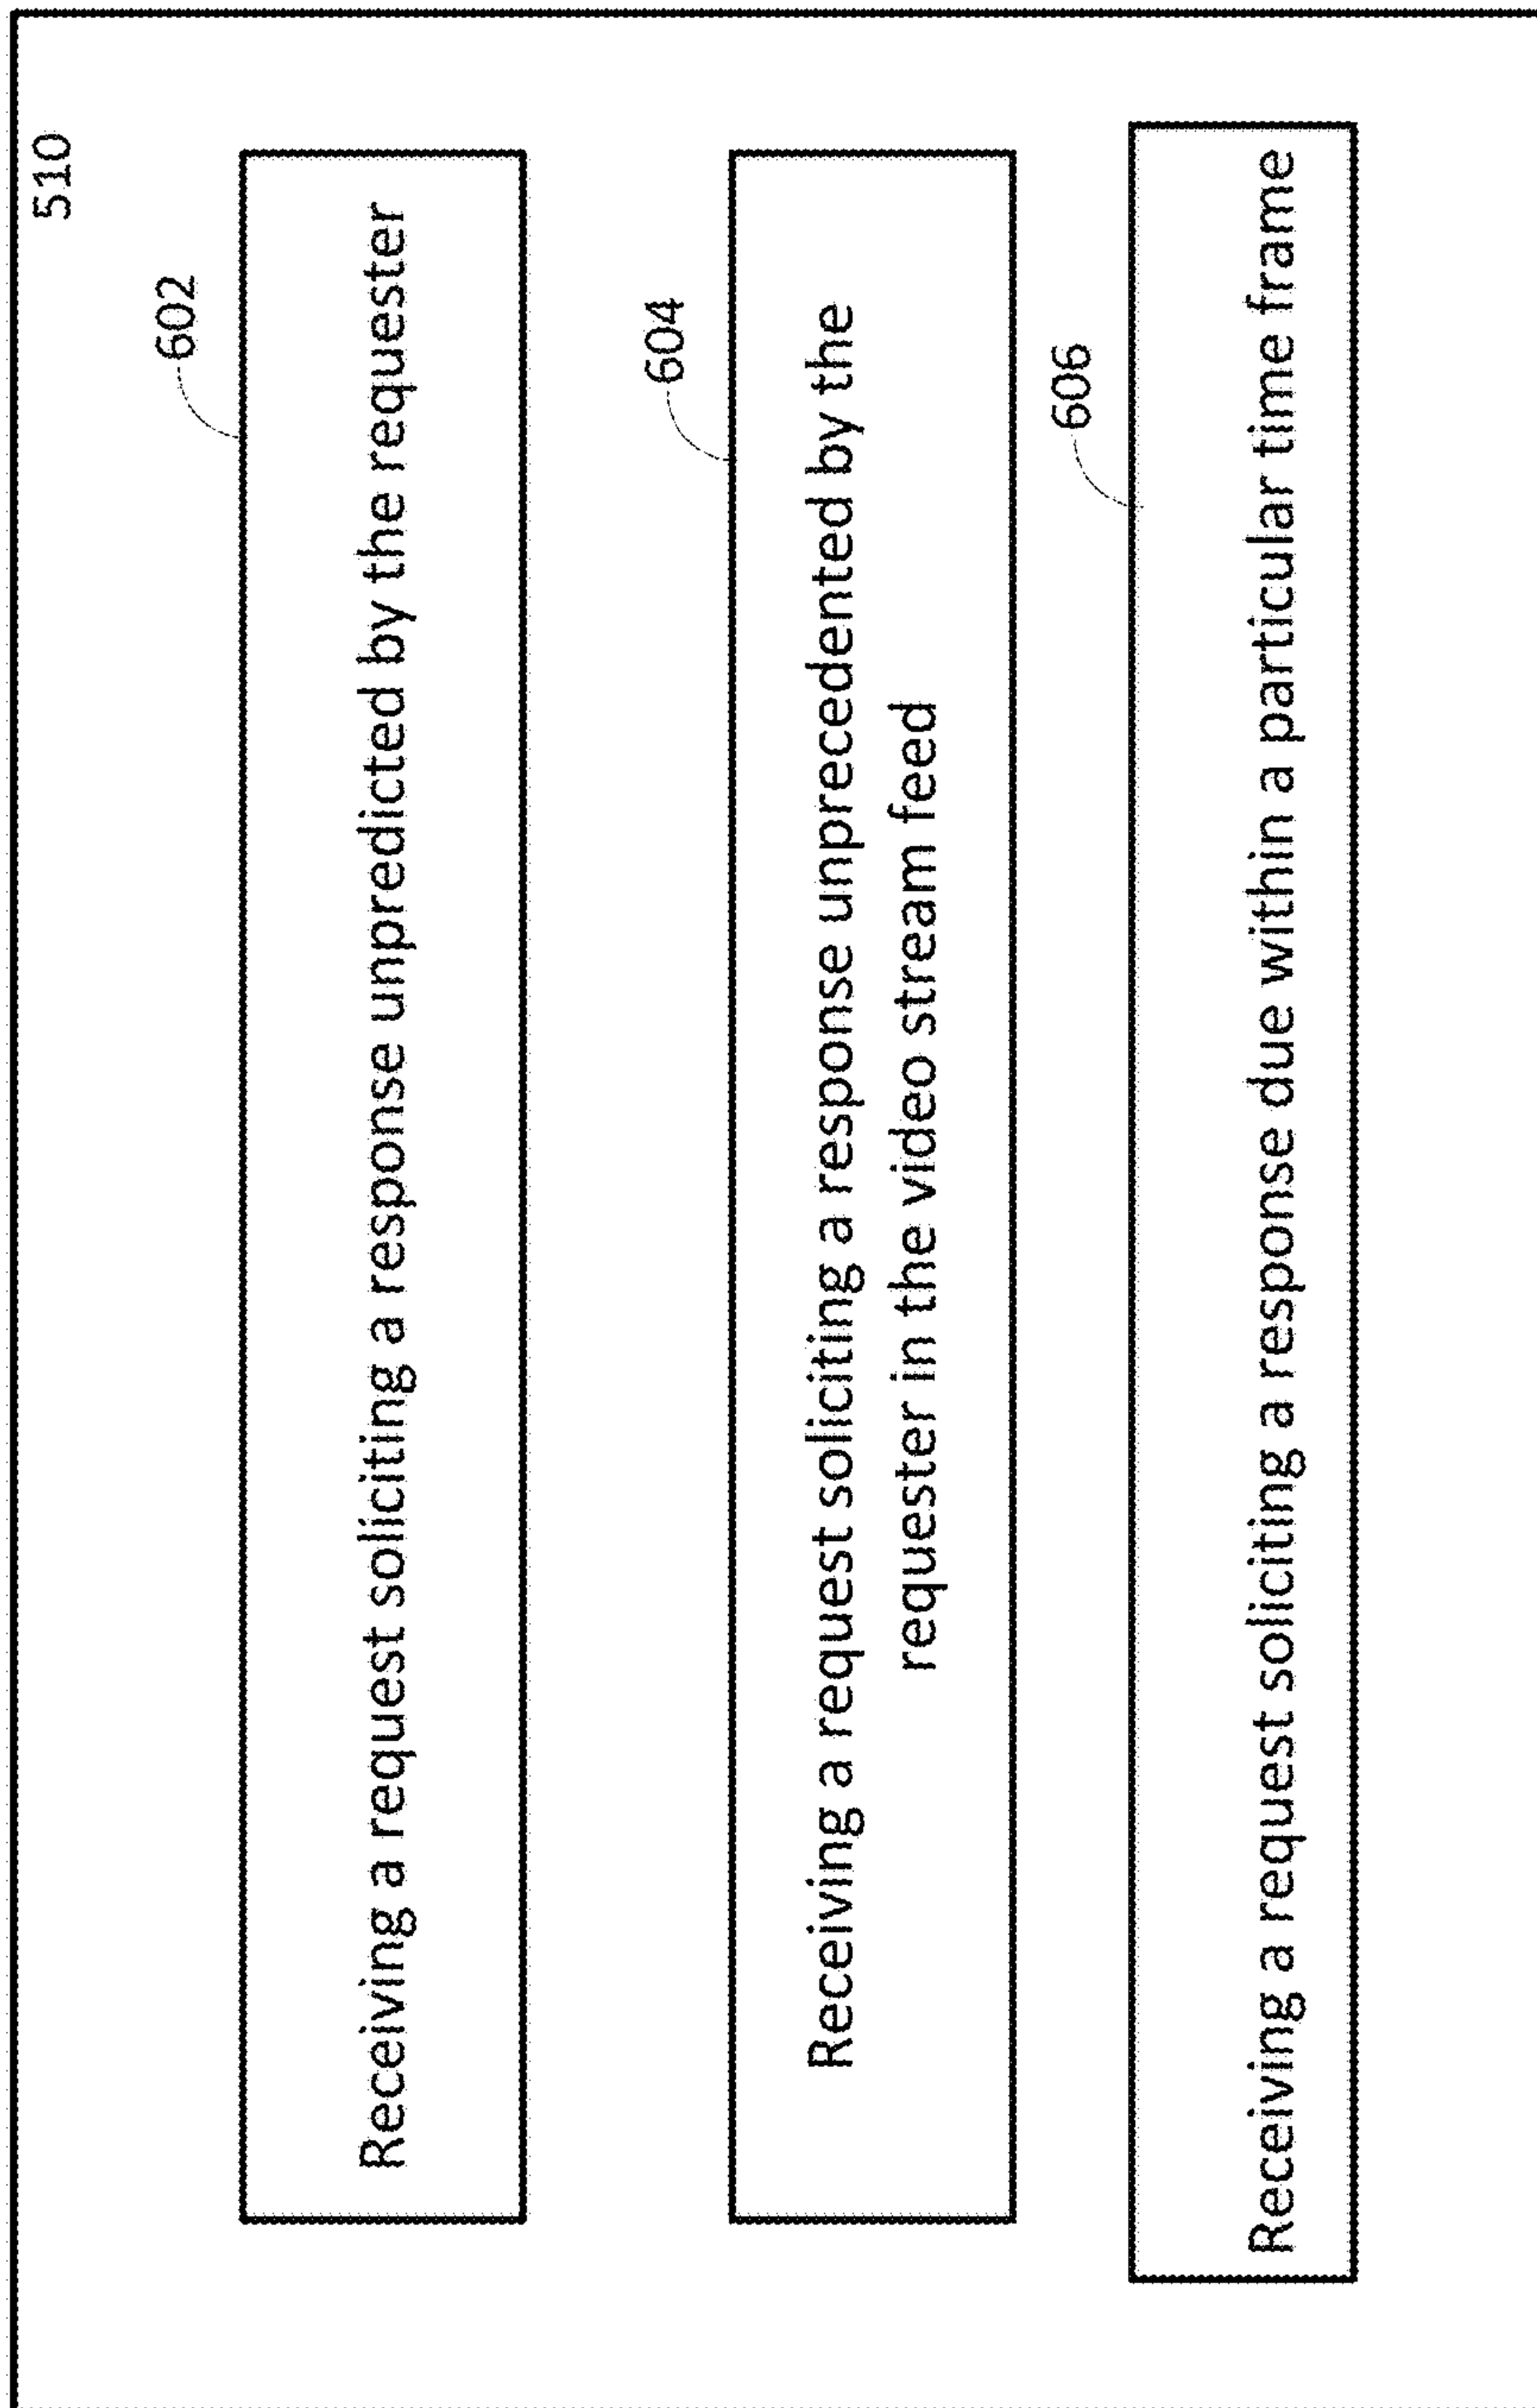 510
602
Receiving a request soliciting a response unpredicted by the requester
604
Receiving a request soliciting a response unprecedented by the
requester in the video stream feed
606
Receiving a request soliciting a response due within a particular time frame